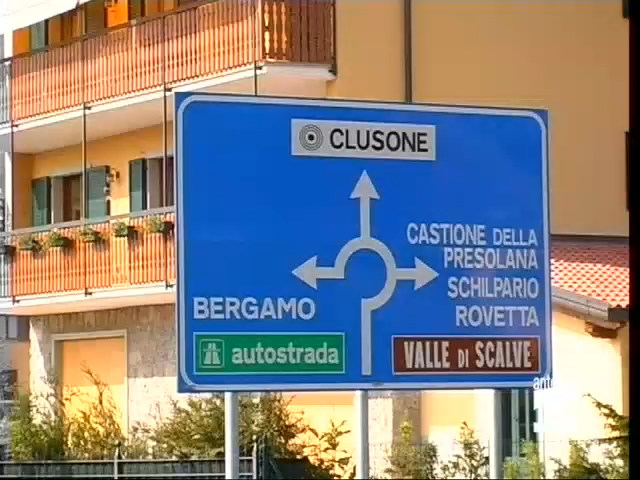 CLUSONE
CASTIONE DELLA
PRESOLANA
SCHILPARIO
ROVETTA
BERGAMO
autostrada
VALLE DI SCALVE